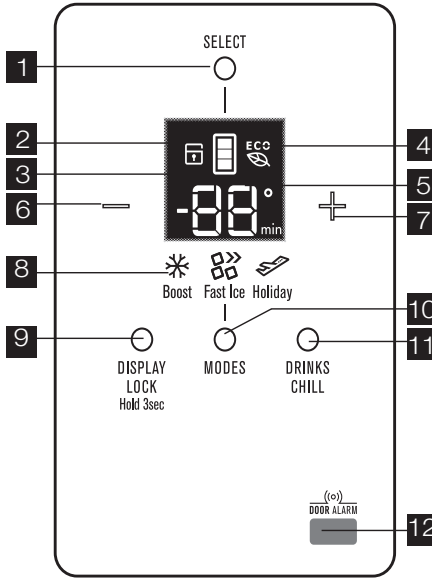 SELECT
1
2
ECO
4
3
-88°
5
6
min
7
8
Boost Fast Ice Holiday
10
9
11
DISPLAY
LOCK
Hold 3sec
MODES
DRINKS
CHILL
((o))
DOOR ALARM
12